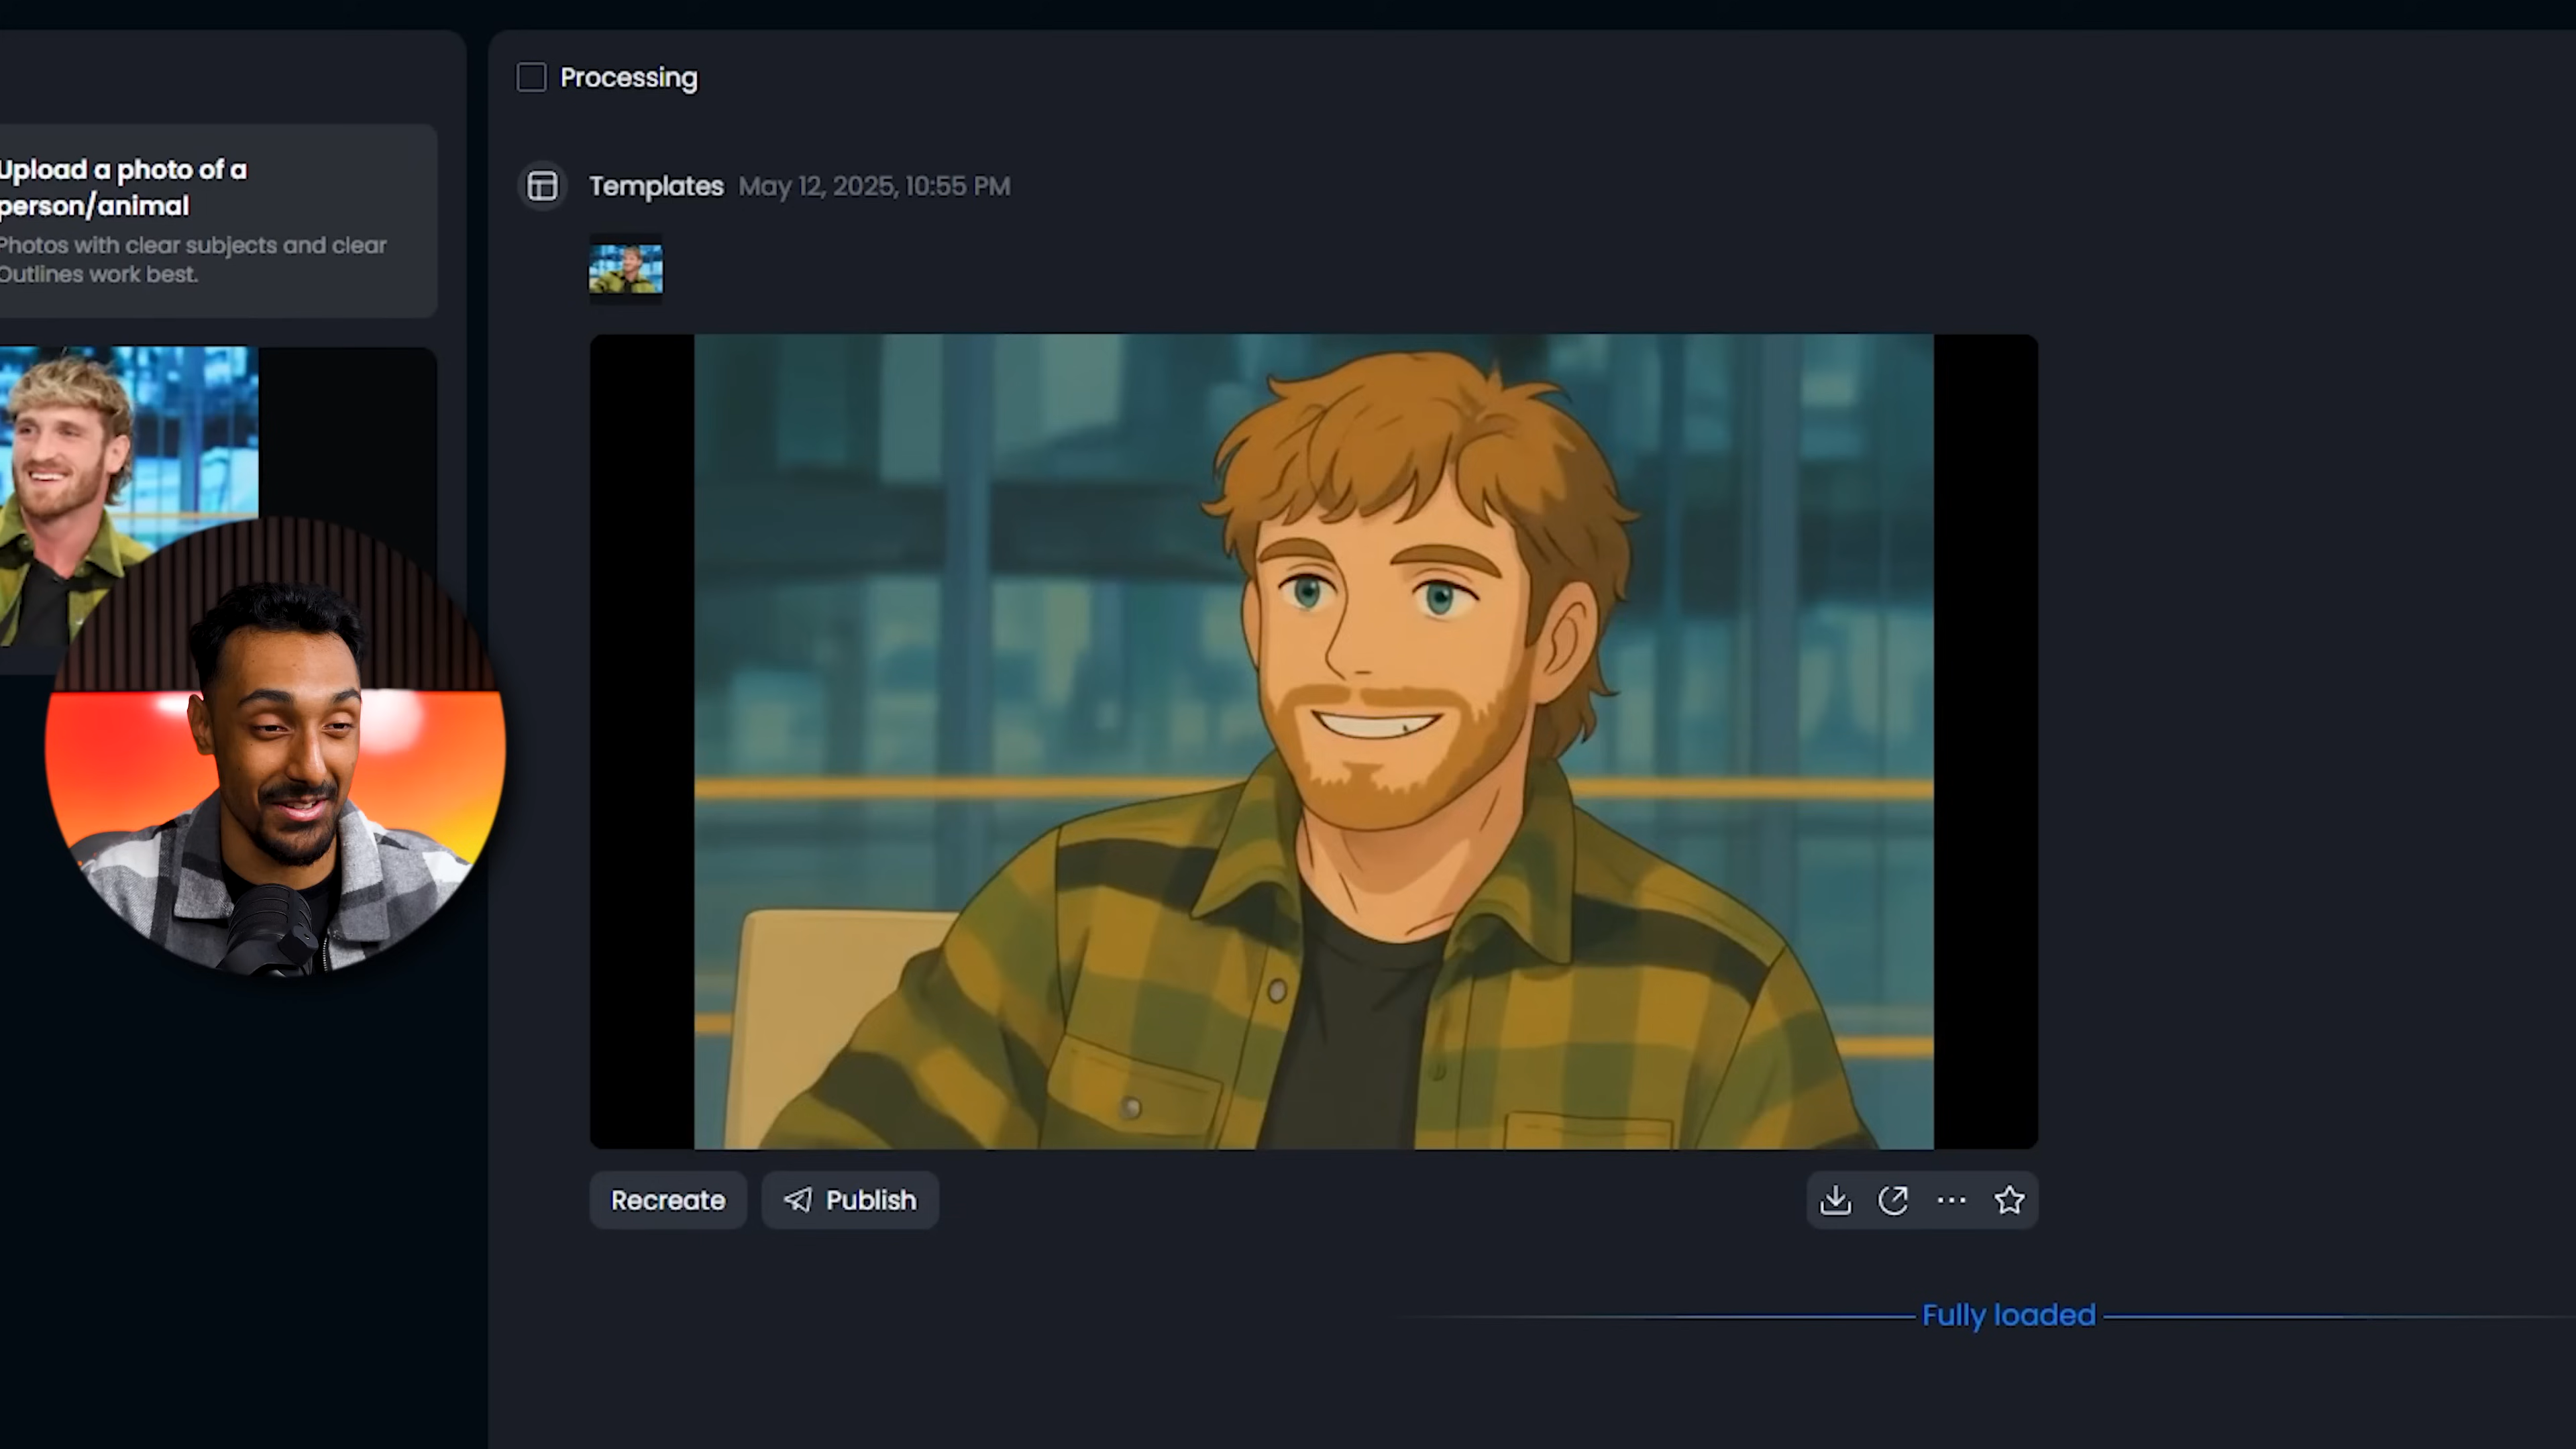 Upload a photo of a
person/animal
Photos with clear subjects and clear
Outlines work best.
Processing
Templates May 12, 2025, 10:55 PM
Recreate
Publish
Fully loaded